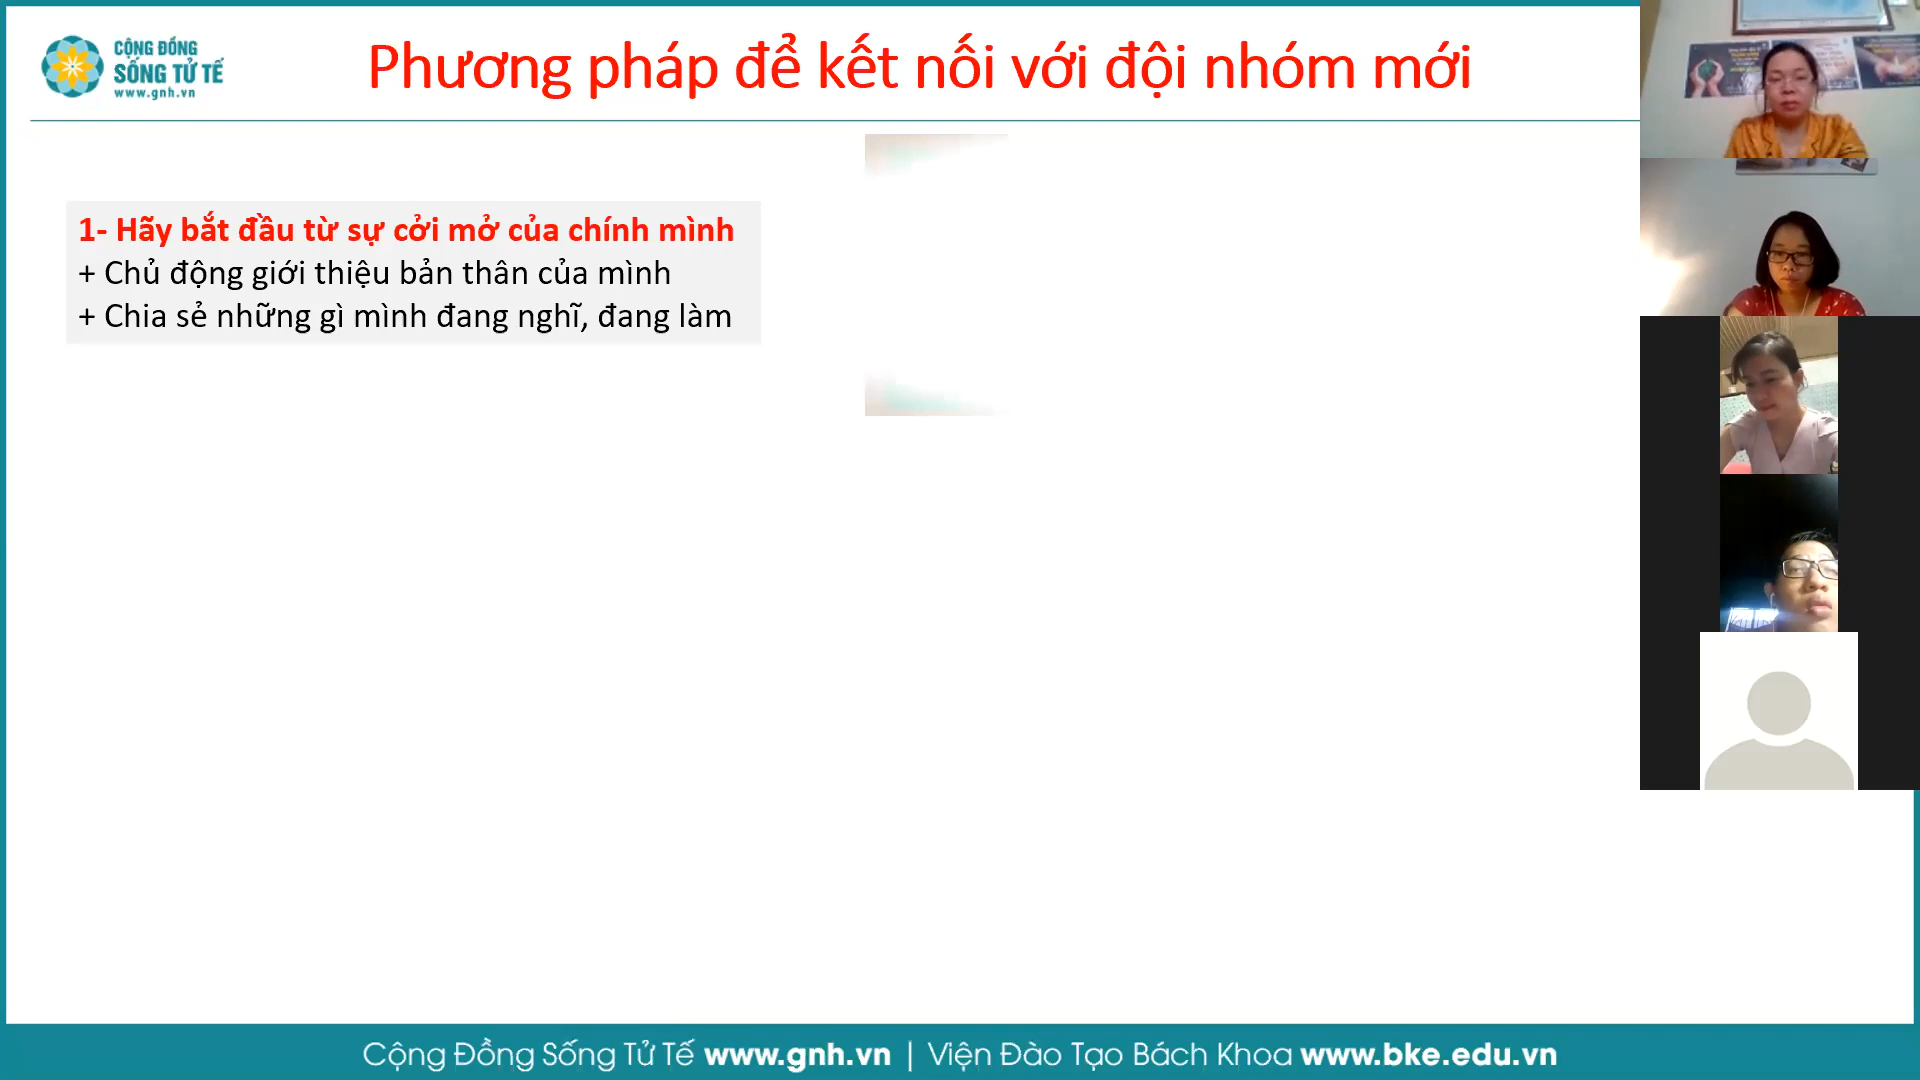 CỘNG ĐỒNG
SỐNG TỬ TẾ
www.gnh.vn
Phương pháp để kết nối với đội nhóm mới
1- Hãy bắt đầu từ sự cởi mở của chính mình
+ Chủ động giới thiệu bản thân của mình
+ Chia sẻ những gì mình đang nghĩ, đang làm
Cộng Đồng Sống Tử Tế www.gnh.vn | Viện Đào Tạo Bách Khoa www.bke.edu.vn